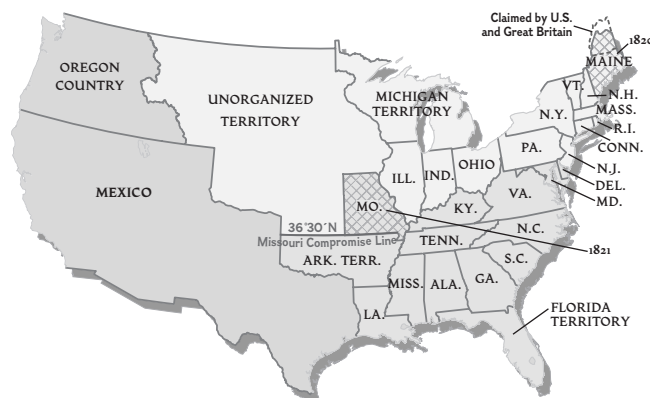 Claimed by U.S.
and Great Britain
1820
MAINE
OREGON
COUNTRY
UNORGANIZED
TERRITORY
MICHIGAN
TERRITORY
VT.
N.H.
MASS.
N.Y.
R.I.
CONN.
PA.
N.J.
DEL.
MD.
MEXICO
ILL.
IND.
OHIO
MO.
KY.
VA.
36°30´N
Missouri Compromise Line
TENN.
N.C.
1821
ARK. TERR.
S.C.
MISS.
ALA.
GA.
LA.
FLORIDA
TERRITORY